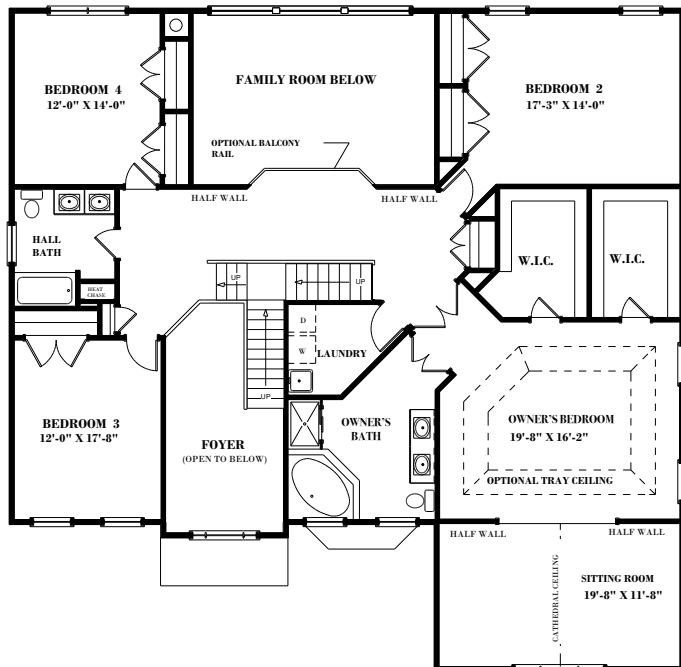 BEDROOM 4
12'-0" X 14'-0"
FAMILY ROOM BELOW
BEDROOM 2
17'-3" X 14'-0"
OPTIONAL BALCONY
RAIL
HALF WALL
HALF WALL
HALL
BATH
W.I.C.
W.I.C.
UP
UP
HEAT
CHASE
D
W
LAUNDRY
UP
BEDROOM 3
12'-0" X 17'-8"
FOYER
(OPEN TO BELOW)
OWNER'S
BATH
OWNER'S BEDROOM
19'-8" X 16'-2"
OPTIONAL TRAY CEILING
HALF WALL
HALF WALL
CATHEDRAL CEILING
SITTING ROOM
19'-8" X 11'-8"